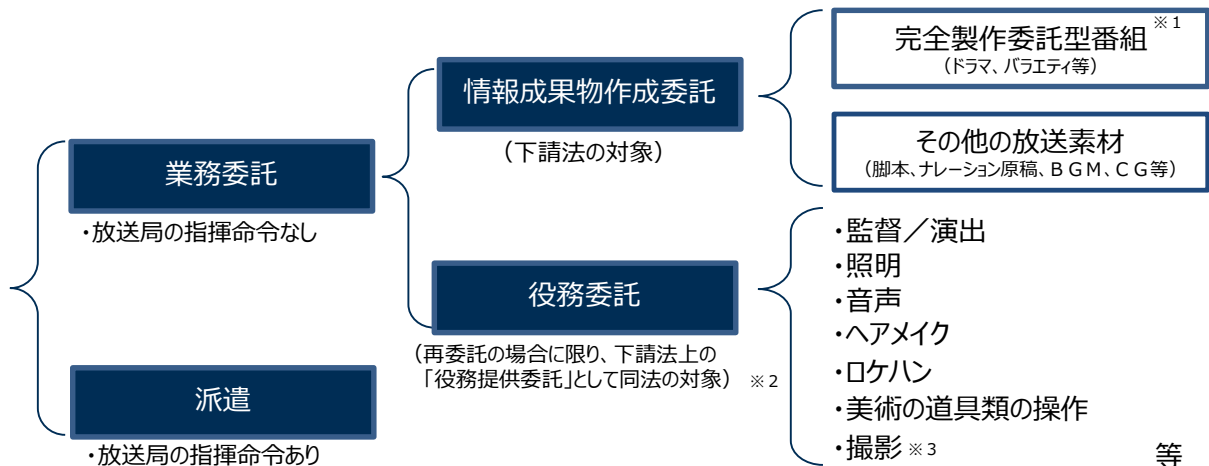 業務委託
・放送局の指揮命令なし
派遣
・放送局の指揮命令あり
情報成果物作成委託
(下請法の対象)
役務委託
(再委託の場合に限り、下請法上の
「役務提供委託」として同法の対象) ※2
完全製作委託型番組 ※1
(ドラマ、バラエティ等)
その他の放送素材
(脚本、ナレーション原稿、BGM、CG等)
・監督/演出
・照明
・音声
・ヘアメイク
・ロケハン
・美術の道具類の操作
・撮影 ※3 等